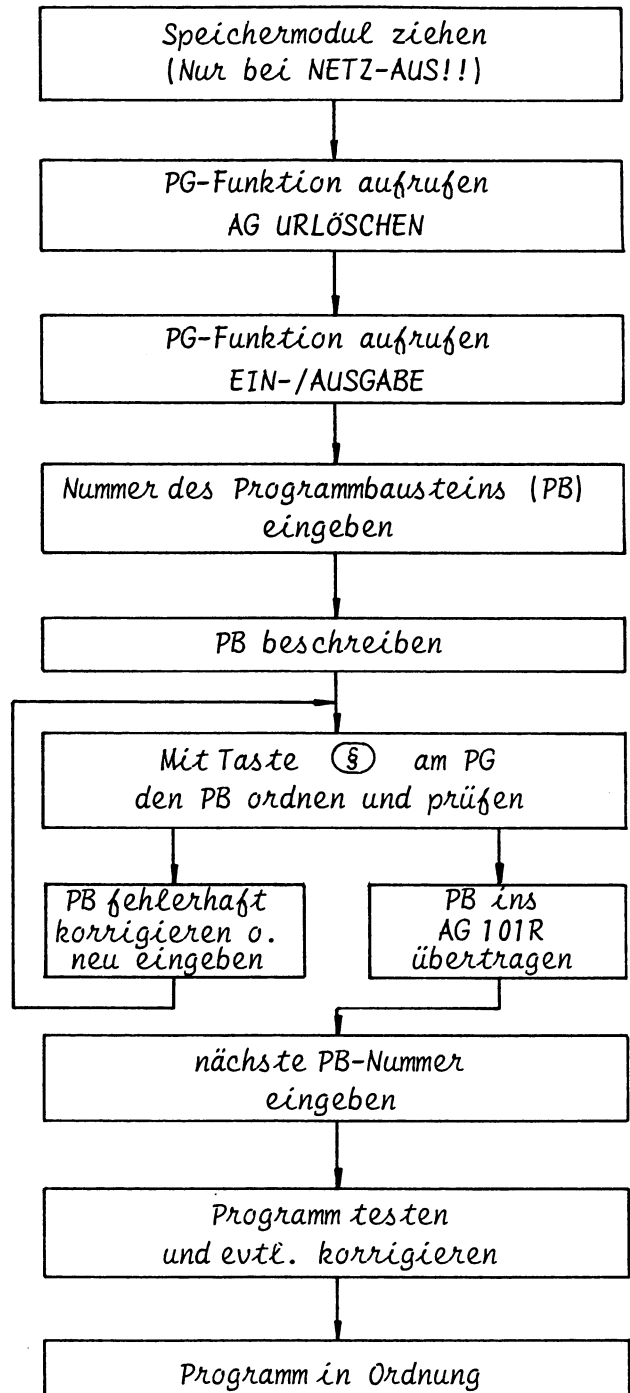 Speichermodul ziehen
(Nur bei NETZ-AUS!!)
PG-Funktion aufrufen
AG URLÖSCHEN
PG-Funktion aufrufen
EIN-/AUSGABE
Nummer des Programmbausteins (PB)
eingeben
PB beschreiben
Mit Taste § am PG
den PB ordnen und prüfen
PB fehlerhaft
korrigieren o.
neu eingeben
PB ins
AG 101R
übertragen
nächste PB-Nummer
eingeben
Programm testen
und evtl. korrigieren
Programm in Ordnung